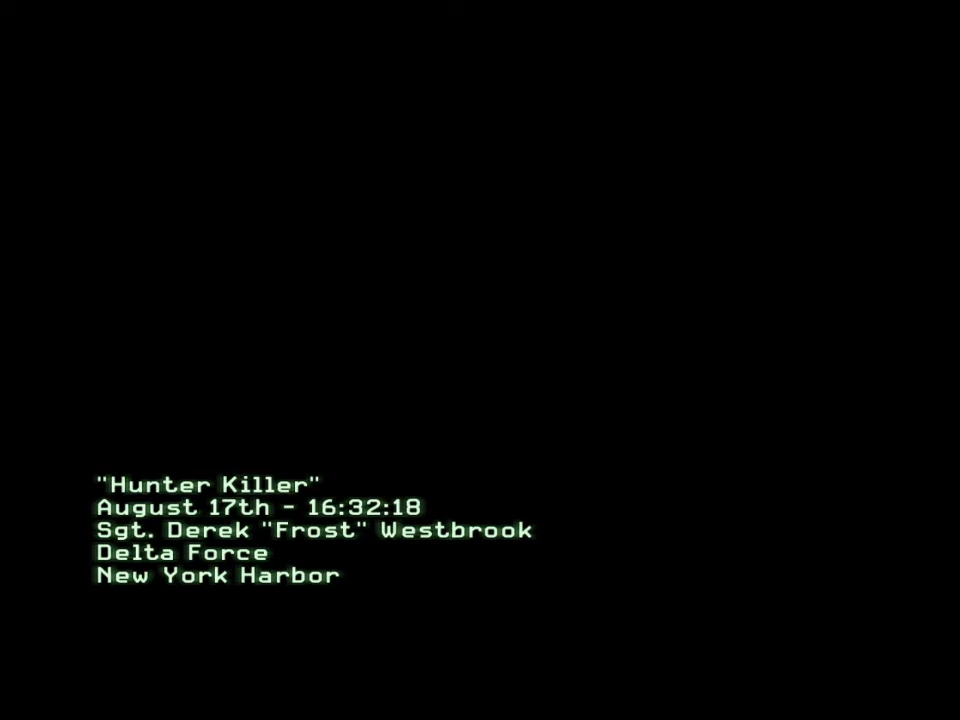 "Hunter Killer"
August 17th - 16:32:18
Sgt. Derek "Frost" Westbrook
Delta Force
New York Harbor